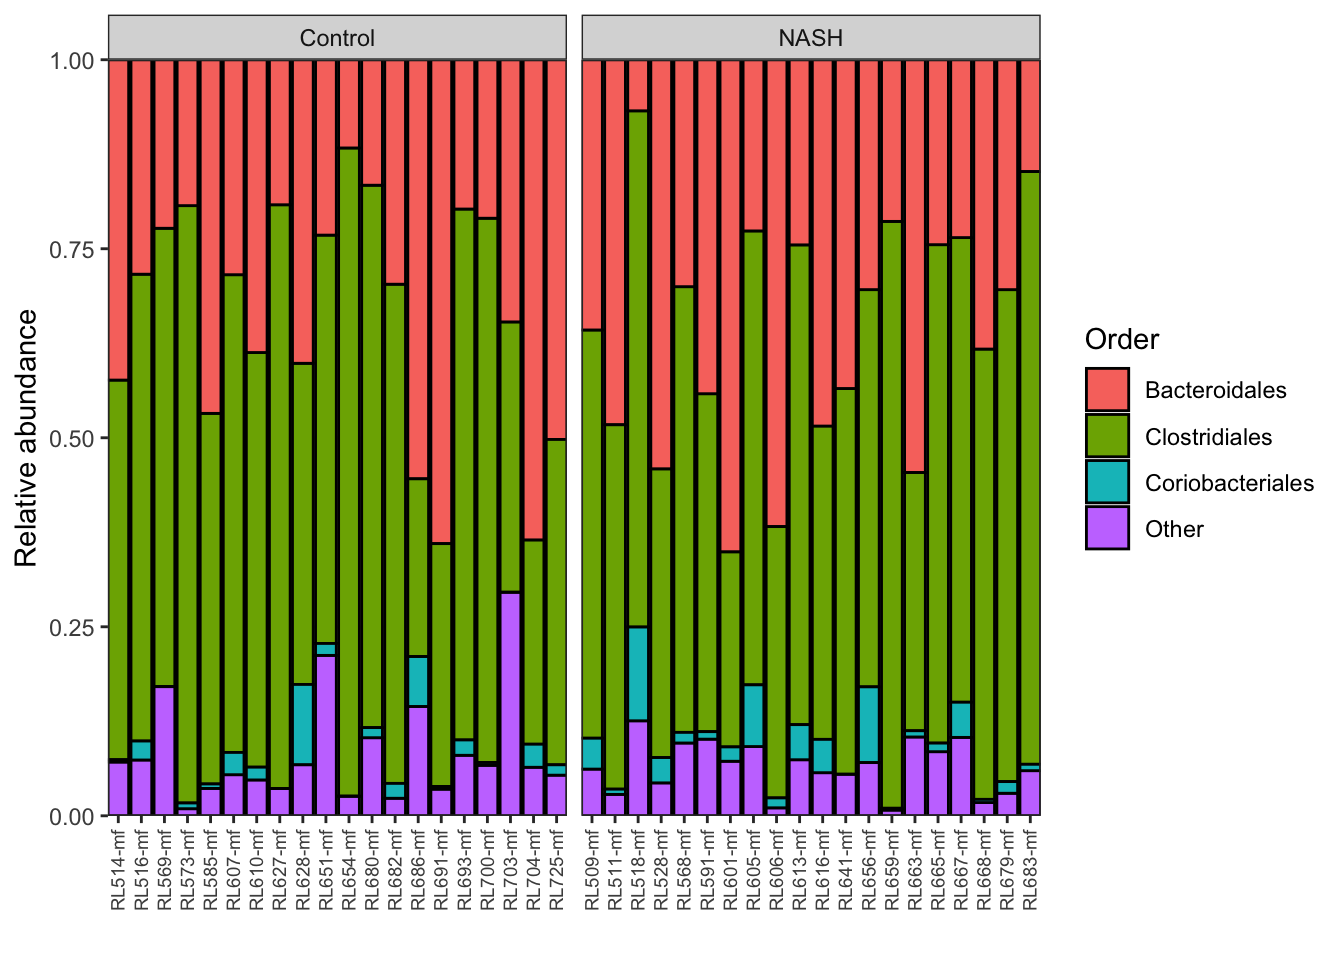 Control
NASH
Relative abundance
1.00
0.75
0.50
0.25
0.00
RL514-mf
RL516-mf
RL569-mf
RL573-mf
RL585-mf
RL607-mf
RL610-mf
RL627-mf
RL628-mf
RL651-mf
RL654-mf
RL680-mf
RL682-mf
RL686-mf
RL691-mf
RL693-mf
RL700-mf
RL703-mf
RL704-mf
RL725-mf
RL509-mf
RL511-mf
RL518-mf
RL528-mf
RL568-mf
RL591-mf
RL601-mf
RL605-mf
RL606-mf
RL613-mf
RL616-mf
RL641-mf
RL656-mf
RL659-mf
RL663-mf
RL665-mf
RL667-mf
RL668-mf
RL679-mf
RL683-mf
Order
Bacteroidales
Clostridiales
Coriobacteriales
Other